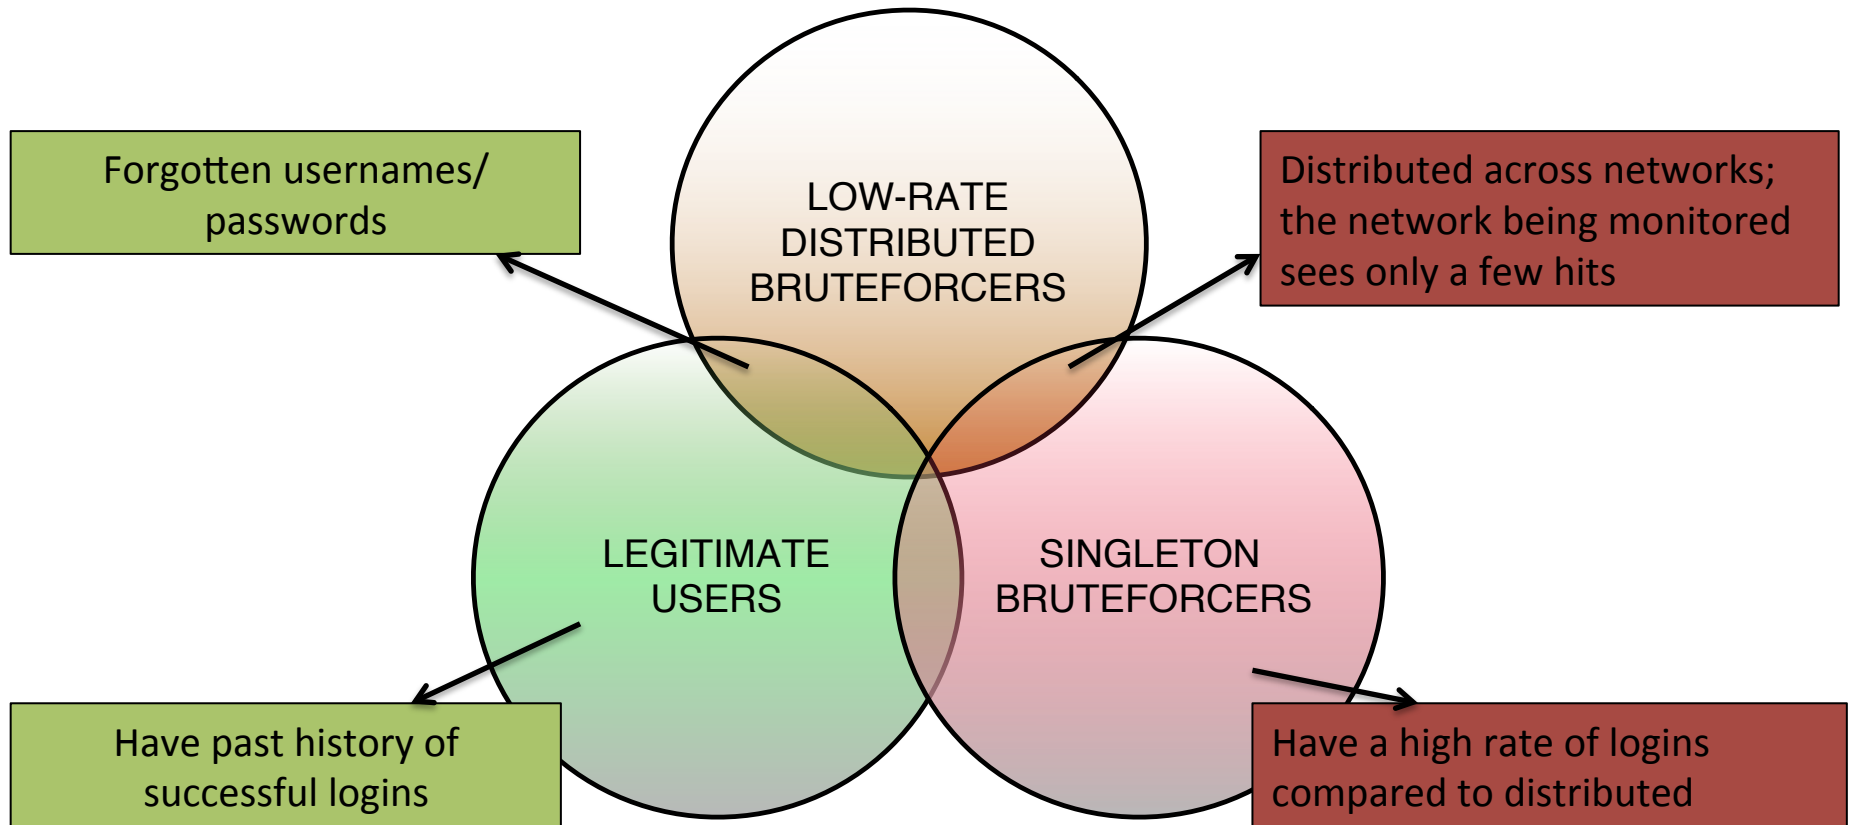 Forgotten usernames/
passwords
LOW-RATE
DISTRIBUTED
BRUTEFORCERS
Distributed across networks;
the network being monitored
sees only a few hits
LEGITIMATE
USERS
SINGLETON
BRUTEFORCERS
Have past history of
successful logins
Have a high rate of logins
compared to distributed